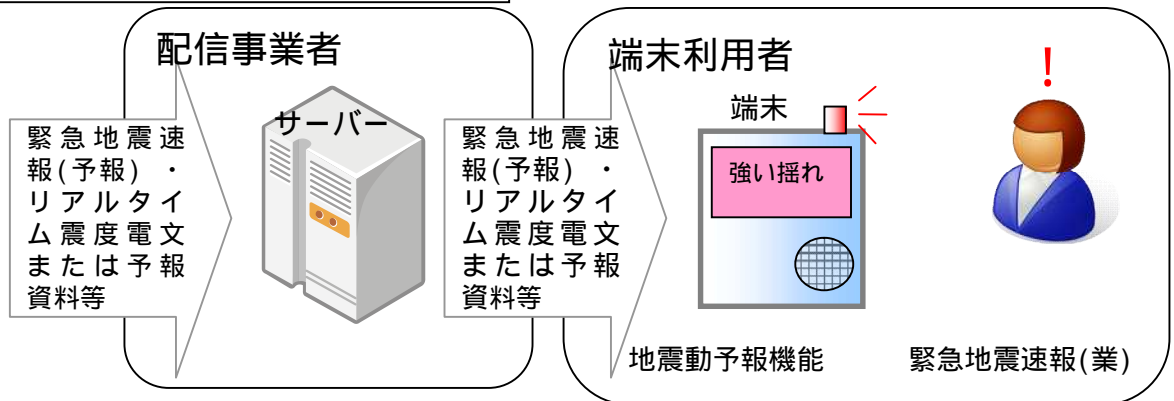 配信事業者
端末利用者
緊急地震速
報(予報)・
リアルタイ
ム震度電文
または予報
資料等
サーバー
緊急地震速
報(予報)・
リアルタイ
ム震度電文
または予報
資料等
端末
!
強い揺れ
地震動予報機能
緊急地震速報(業)